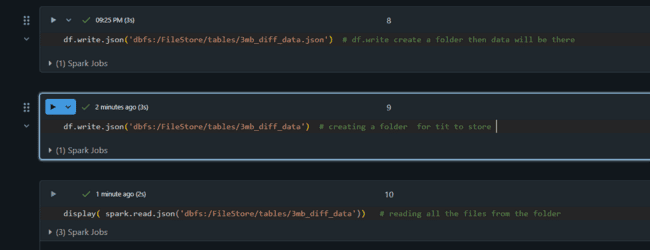 09:25 PM (3s)
8
df.write.json('dbfs:/FileStore/tables/3mb_diff_data.json')  # df.write create a folder then data will be there
(1) Spark Jobs
2 minutes ago (3s)
9
df.write.json('dbfs:/FileStore/tables/3mb_diff_data')  # creating a folder  for tit to store
(1) Spark Jobs
1 minute ago (2s)
10
display( spark.read.json('dbfs:/FileStore/tables/3mb_diff_data'))   # reading all the files from the folder
(3) Spark Jobs